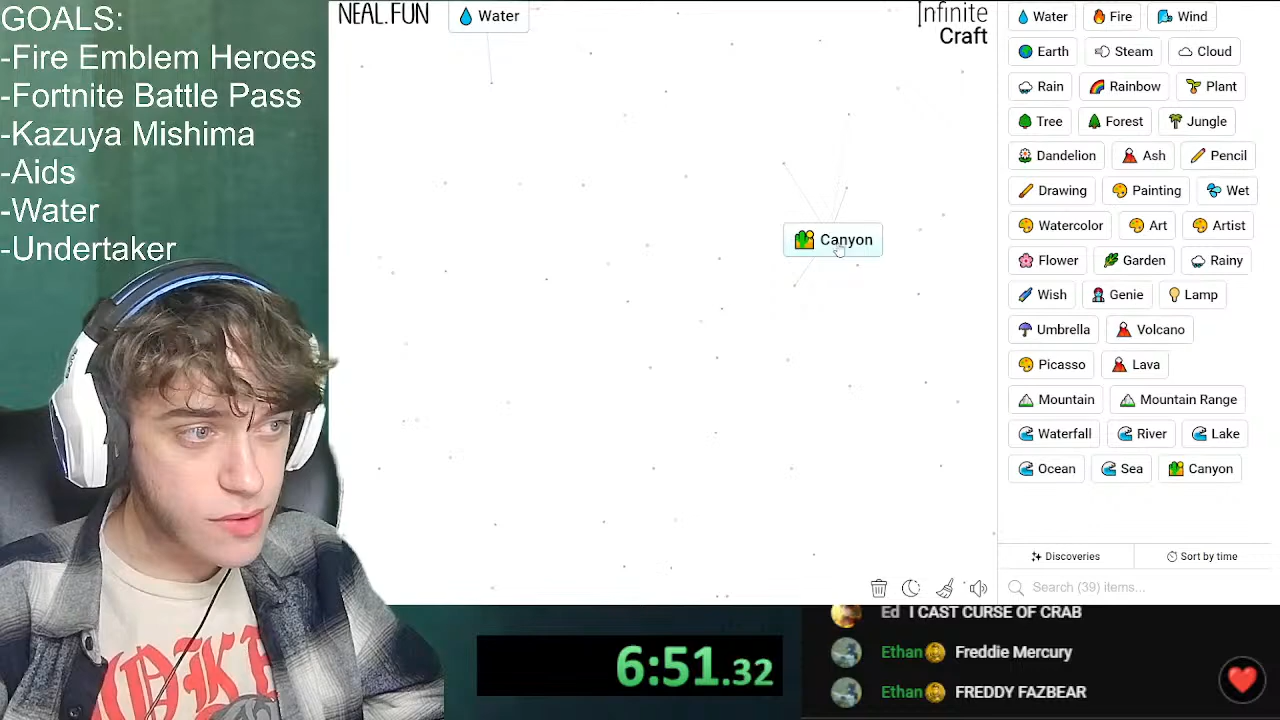 GOALS:
-Fire Emblem Heroes
-Fortnite Battle Pass
-Kazuya Mishima
-Aids
-Water
-Undertaker
NEAL.FUN
Water
Infinite
Craft
Canyon
Water Fire Wind
Earth Steam Cloud
Rain Rainbow Plant
Tree Forest Jungle
Dandelion Ash Pencil
Drawing Painting Wet
Watercolor Art Artist
Flower Garden Rainy
Wish Genie Lamp
Umbrella Volcano
Picasso Lava
Mountain Mountain Range
Waterfall River Lake
Ocean Sea Canyon
Discoveries Sort by time
Search (39) items...
6:51.32
Ed I CAST CURSE OF CRAB
Ethan Freddie Mercury
Ethan FREDDY FAZBEAR